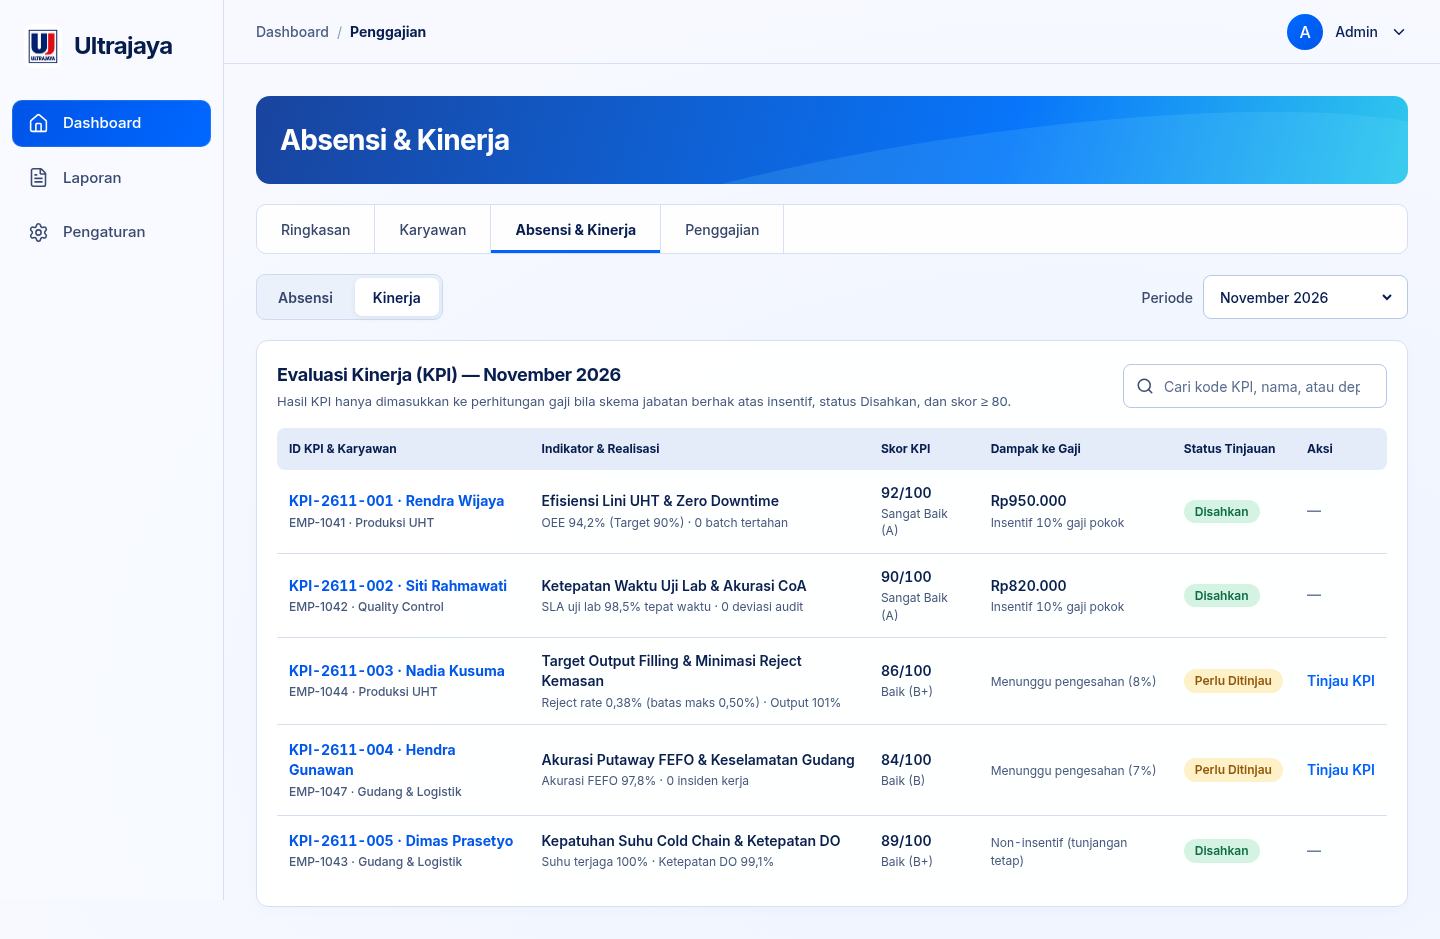 ULTRAJAYA
Ultrajaya
Dashboard
Laporan
Pengaturan
Dashboard / Penggajian
A Admin
Absensi & Kinerja
Ringkasan Karyawan Absensi & Kinerja Penggajian
Absensi Kinerja
Periode November 2026
Evaluasi Kinerja (KPI) — November 2026
Hasil KPI hanya dimasukkan ke perhitungan gaji bila skema jabatan berhak atas insentif, status Disahkan, dan skor ≥ 80.
Cari kode KPI, nama, atau dep
ID KPI & Karyawan Indikator & Realisasi Skor KPI Dampak ke Gaji Status Tinjauan Aksi
KPI-2611-001 · Rendra Wijaya
EMP-1041 · Produksi UHT
Efisiensi Lini UHT & Zero Downtime
OEE 94,2% (Target 90%) · 0 batch tertahan
92/100
Sangat Baik
(A)
Rp950.000
Insentif 10% gaji pokok
Disahkan
—
KPI-2611-002 · Siti Rahmawati
EMP-1042 · Quality Control
Ketepatan Waktu Uji Lab & Akurasi CoA
SLA uji lab 98,5% tepat waktu · 0 deviasi audit
90/100
Sangat Baik
(A)
Rp820.000
Insentif 10% gaji pokok
Disahkan
—
KPI-2611-003 · Nadia Kusuma
EMP-1044 · Produksi UHT
Target Output Filling & Minimasi Reject
Kemasan
Reject rate 0,38% (batas maks 0,50%) · Output 101%
86/100
Baik (B+)
Menunggu pengesahan (8%)
Perlu Ditinjau
Tinjau KPI
KPI-2611-004 · Hendra
Gunawan
EMP-1047 · Gudang & Logistik
Akurasi Putaway FEFO & Keselamatan Gudang
Akurasi FEFO 97,8% · 0 insiden kerja
84/100
Baik (B)
Menunggu pengesahan (7%)
Perlu Ditinjau
Tinjau KPI
KPI-2611-005 · Dimas Prasetyo
EMP-1043 · Gudang & Logistik
Kepatuhan Suhu Cold Chain & Ketepatan DO
Suhu terjaga 100% · Ketepatan DO 99,1%
89/100
Baik (B+)
Non-insentif (tunjangan
tetap)
Disahkan
—